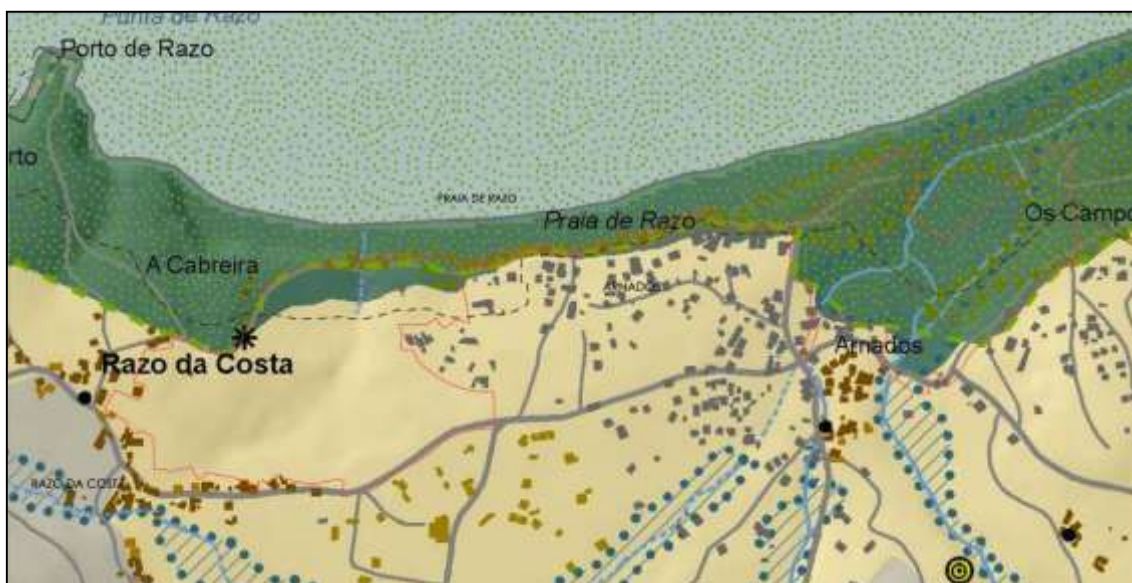 Punta de Razo
Porto de Razo
rto
PRAIA DE RAZO
Praia de Razo
Os Campo
A Cabreira
ARNADOS
Arnados
Razo da Costa
RAZO DA COSTA